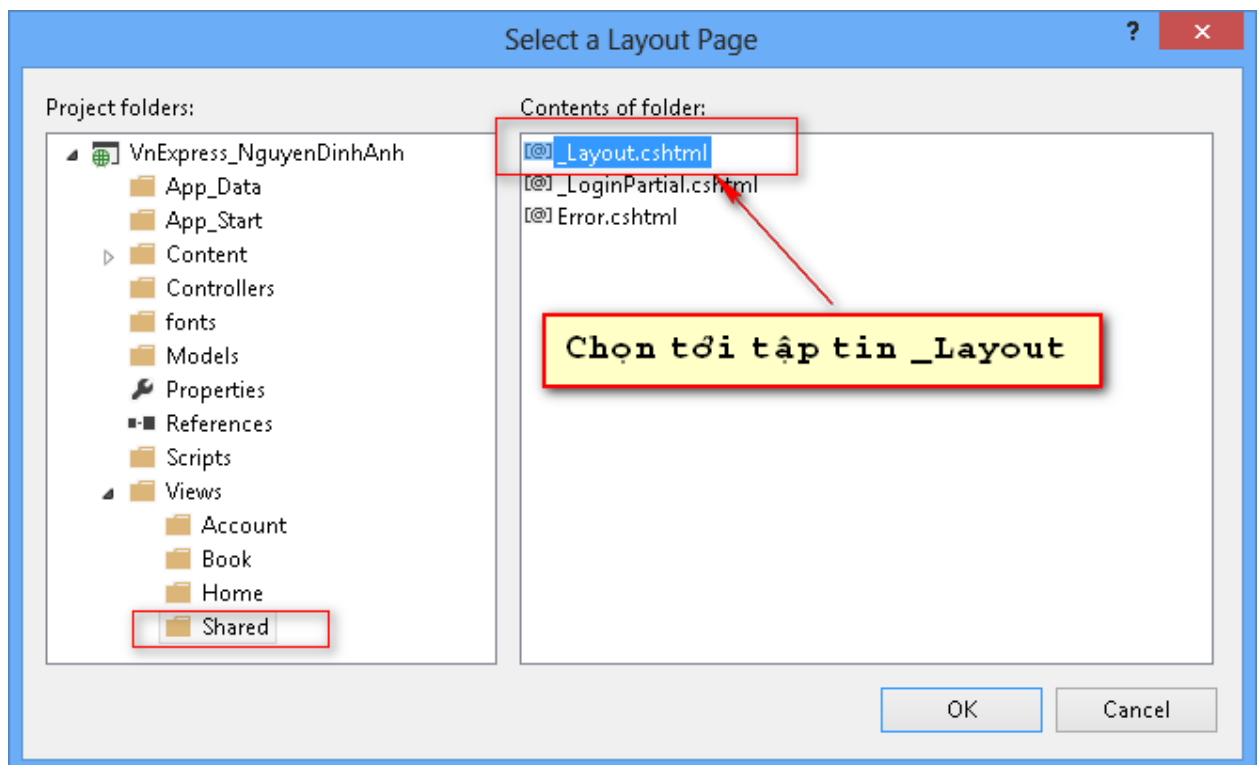 Select a Layout Page
?
Project folders:
VnExpress_NguyenDinhAnh
App_Data
App_Start
Content
Controllers
fonts
Models
Properties
References
Scripts
Views
Account
Book
Home
Shared
Contents of folder:
[@] _Layout.cshtml
[@] _LoginPartial.cshtml
[@] Error.cshtml
Chọn tới tập tin _Layout
OK
Cancel